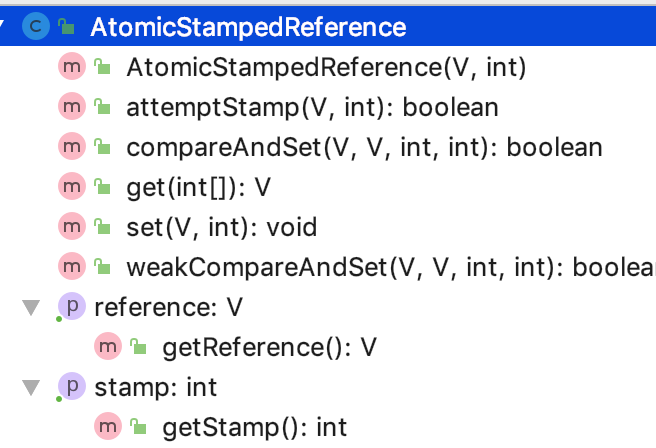 C AtomicStampedReference
m AtomicStampedReference(V, int)
m attemptStamp(V, int): boolean
m compareAndSet(V, V, int, int): boolean
m get(int[]): V
m set(V, int): void
m weakCompareAndSet(V, V, int, int): boolea
p reference: V
m getReference(): V
p stamp: int
m getStamp(): int